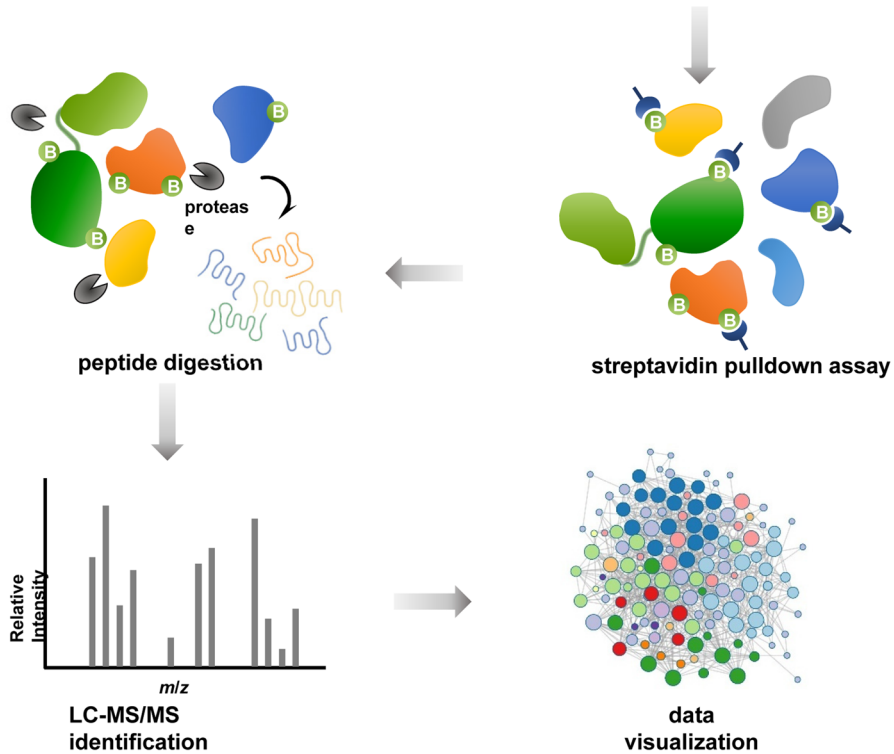 B
B
B
B
B
B
proteas
e
peptide digestion
B
B
B
B
B
B
streptavidin pulldown assay
Relative
Intensity
m/z
LC-MS/MS
identification
data
visualization